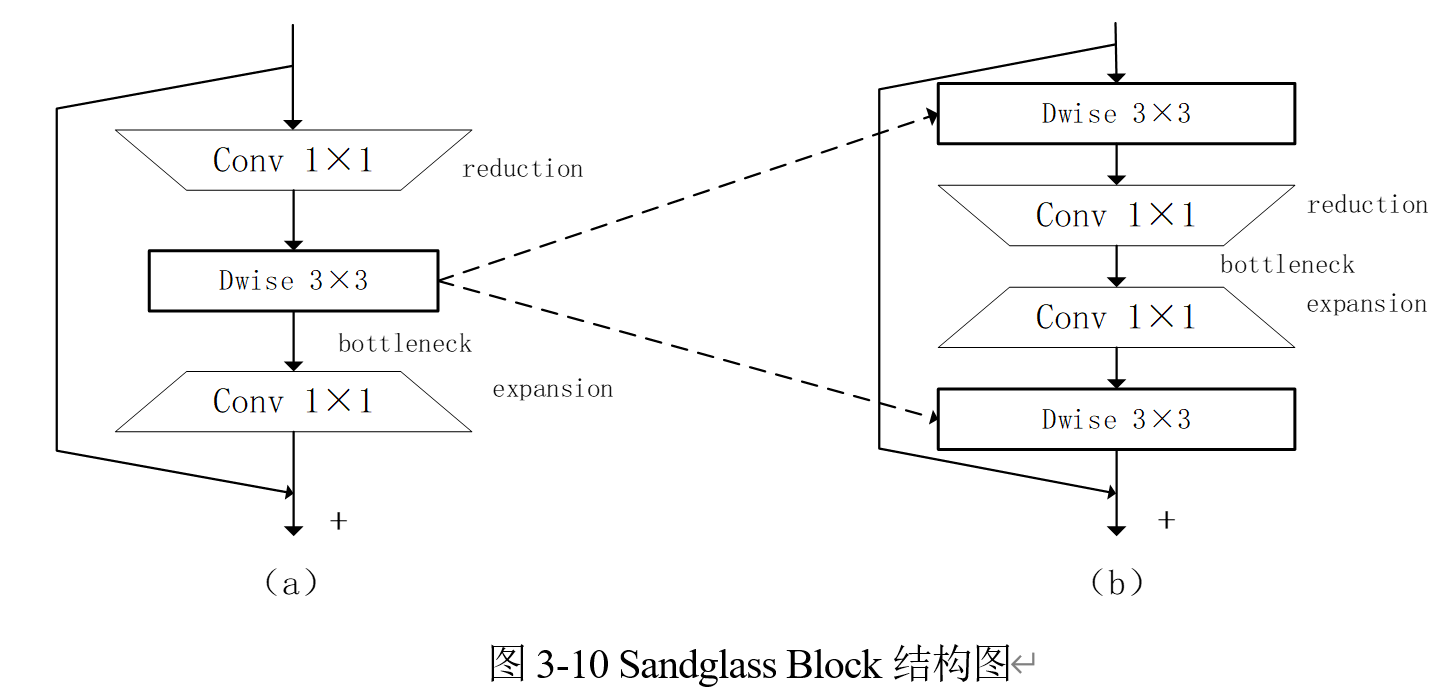 Conv 1×1
reduction
Dwise 3×3
bottleneck
Conv 1×1
expansion
+
（a）
Dwise 3×3
Conv 1×1
reduction
bottleneck
Conv 1×1
expansion
Dwise 3×3
+
（b）
图 3-10 Sandglass Block 结构图↵